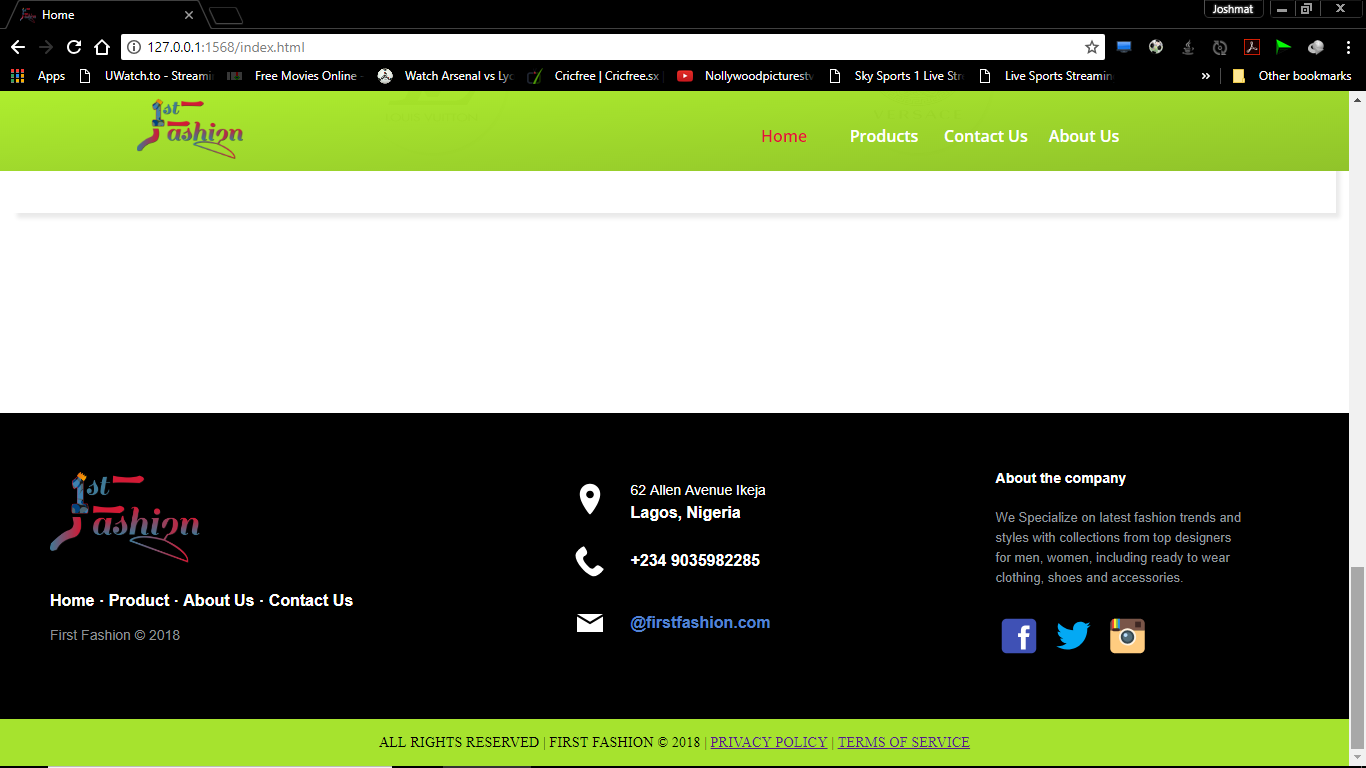 Home
Joshmat
127.0.0.1:1568/index.html
Apps UWatch.to - Streami Free Movies Online - Watch Arsenal vs Lyo Cricfree | Cricfree.sx Nollywoodpicturestv Sky Sports 1 Live Stre Live Sports Streamin » Other bookmarks
1st Fashion
Home Products Contact Us About Us
1st
Fashion
Home · Product · About Us · Contact Us
First Fashion © 2018
62 Allen Avenue Ikeja
Lagos, Nigeria
+234 9035982285
@firstfashion.com
About the company
We Specialize on latest fashion trends and
styles with collections from top designers
for men, women, including ready to wear
clothing, shoes and accessories.
ALL RIGHTS RESERVED | FIRST FASHION © 2018 | PRIVACY POLICY | TERMS OF SERVICE